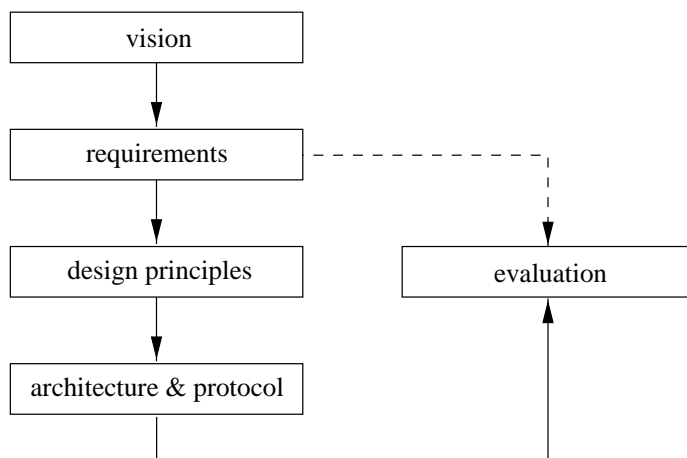 vision
requirements
design principles
evaluation
architecture & protocol